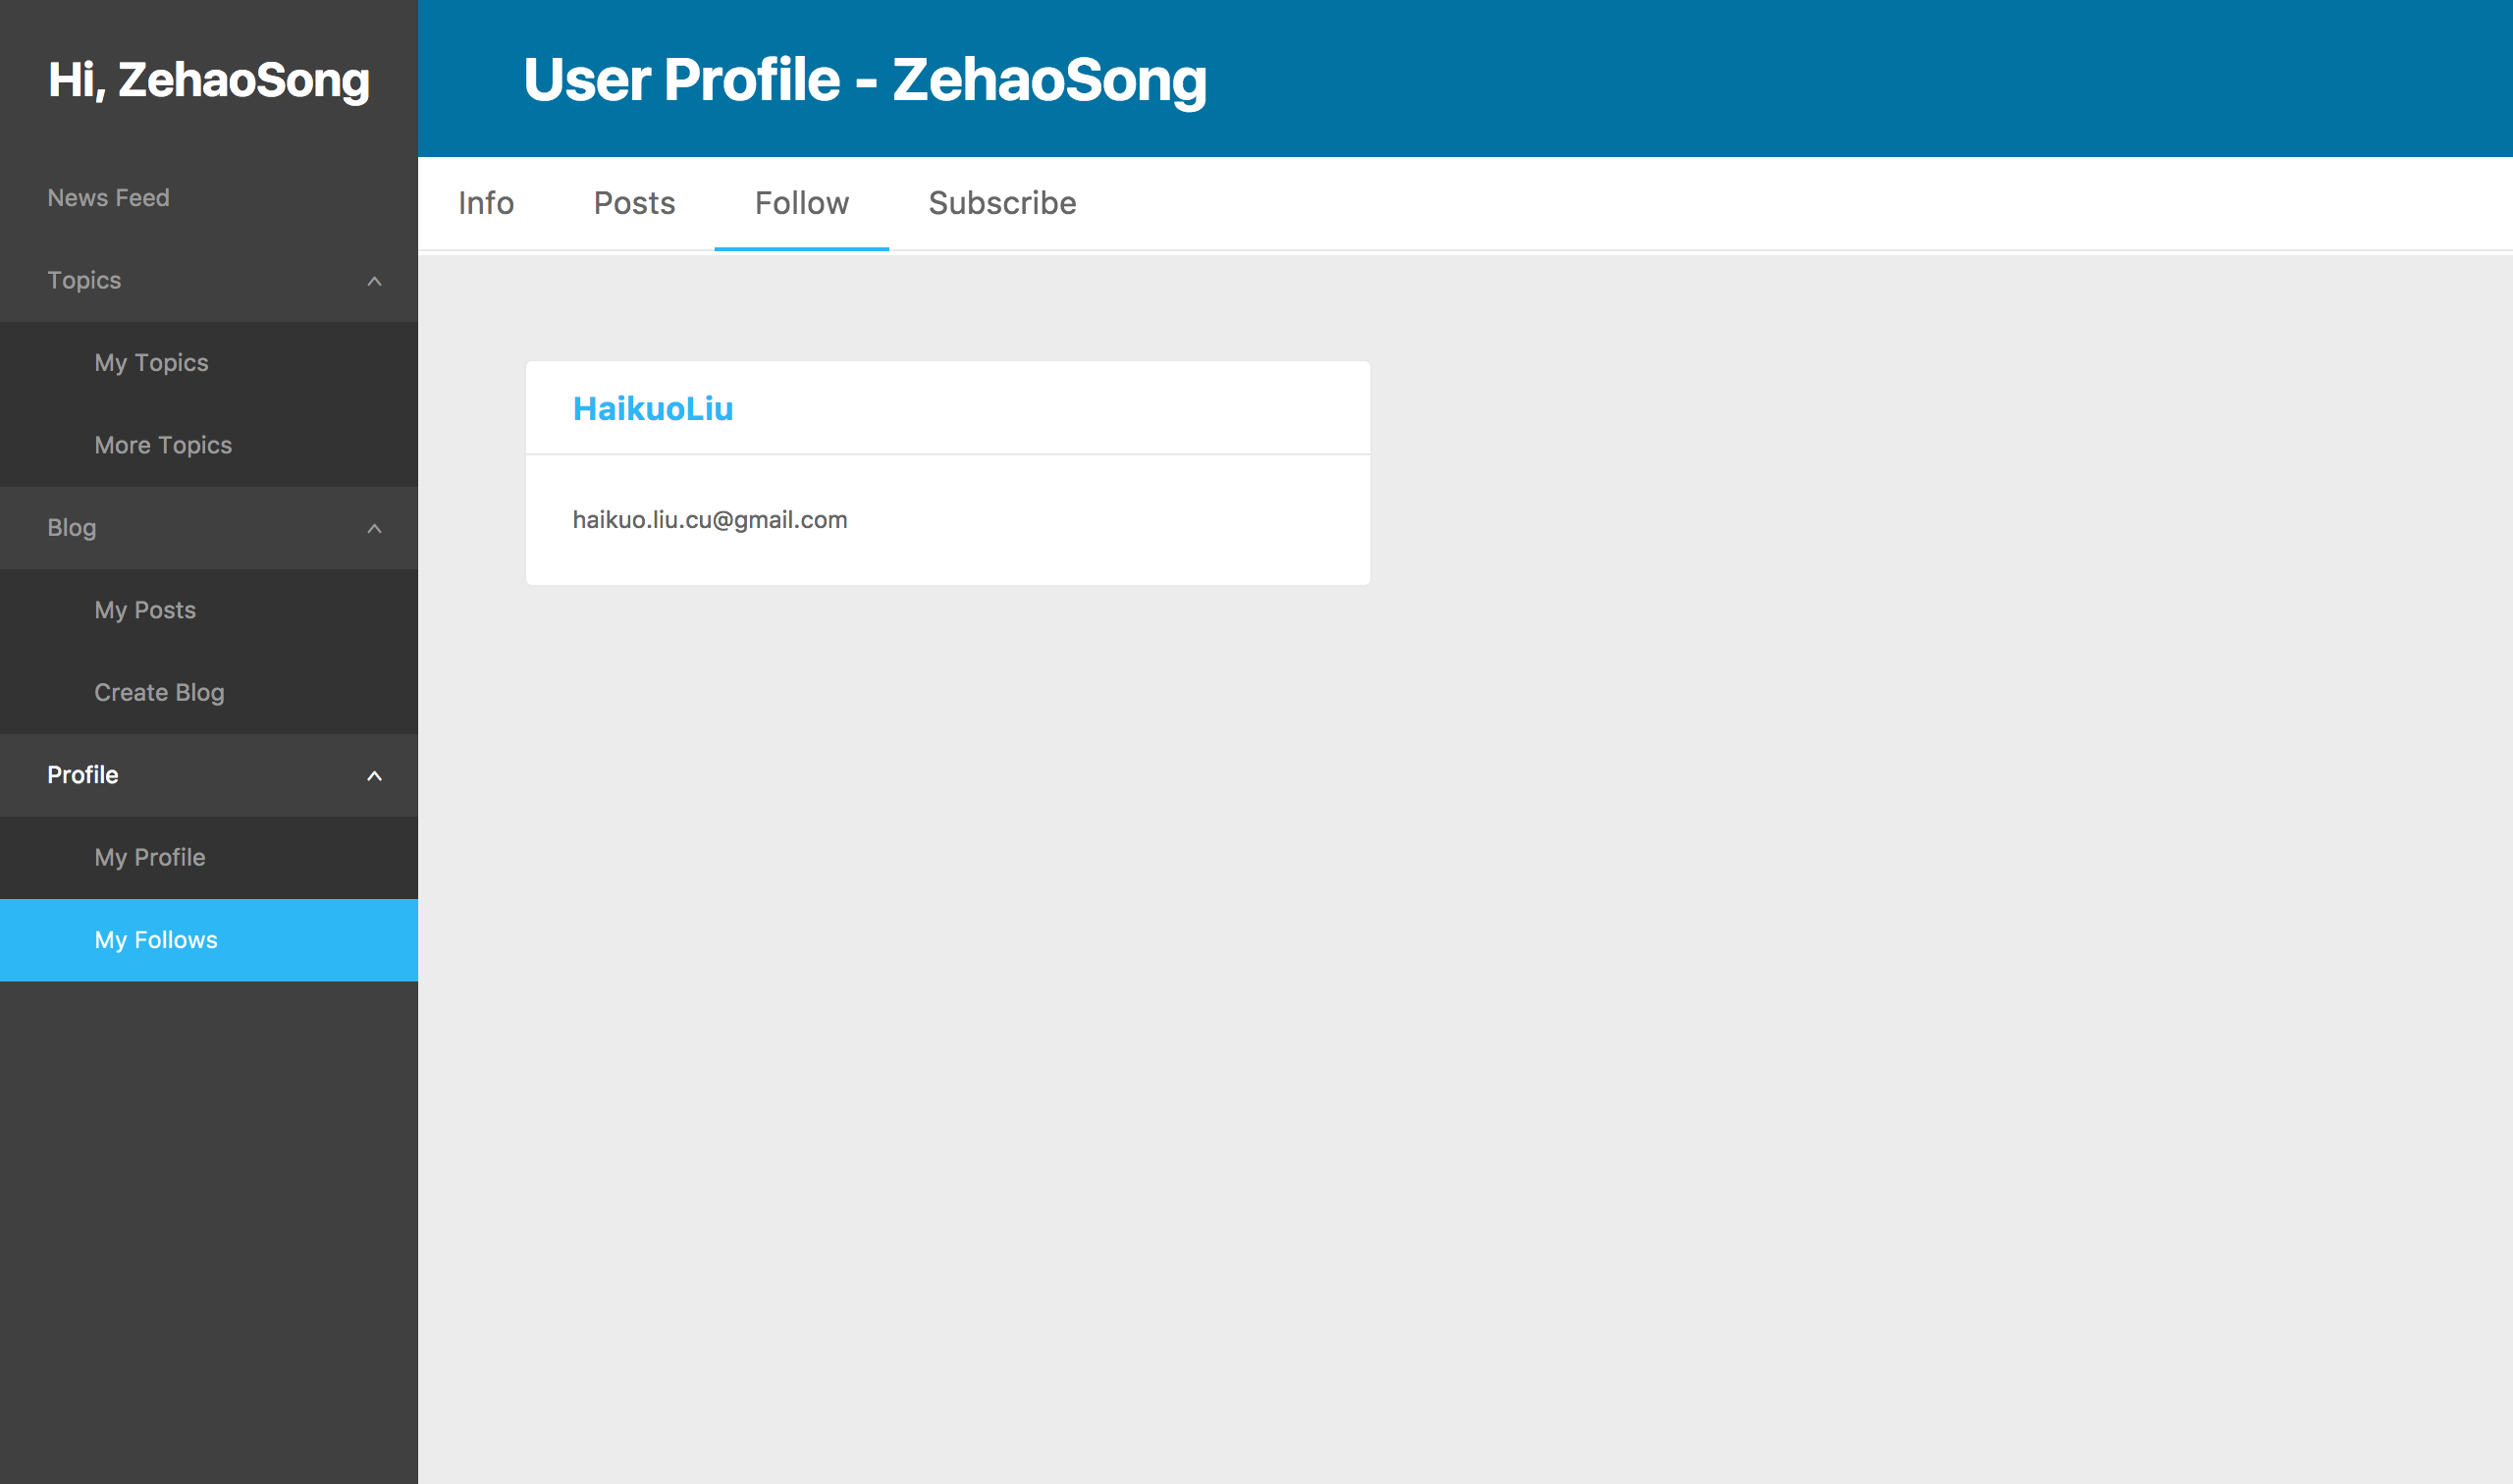 Hi, ZehaoSong
News Feed
Topics
My Topics
More Topics
Blog
My Posts
Create Blog
Profile
My Profile
My Follows
User Profile - ZehaoSong
Info Posts Follow Subscribe
HaikuoLiu
haikuo.liu.cu@gmail.com